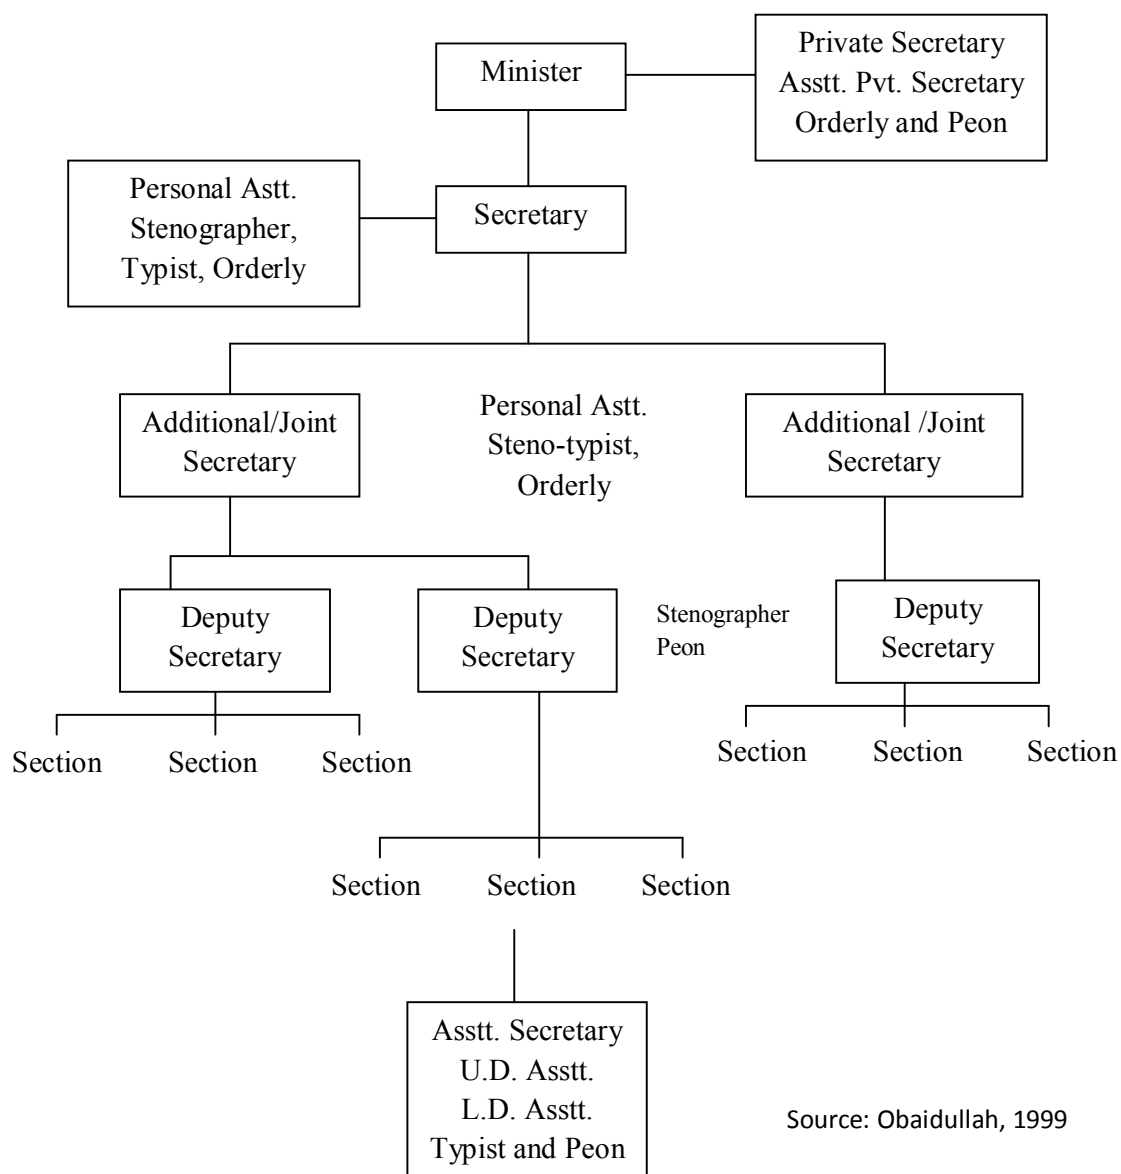 Minister
Private Secretary
Asstt. Pvt. Secretary
Orderly and Peon
Personal Astt.
Stenographer,
Typist, Orderly
Secretary
Additional/Joint
Secretary
Personal Astt.
Steno-typist,
Orderly
Additional /Joint
Secretary
Deputy
Secretary
Deputy
Secretary
Stenographer
Peon
Deputy
Secretary
Section
Section
Section
Section
Section
Section
Section
Section
Section
Asstt. Secretary
U.D. Asstt.
L.D. Asstt.
Typist and Peon
Source: Obaidullah, 1999